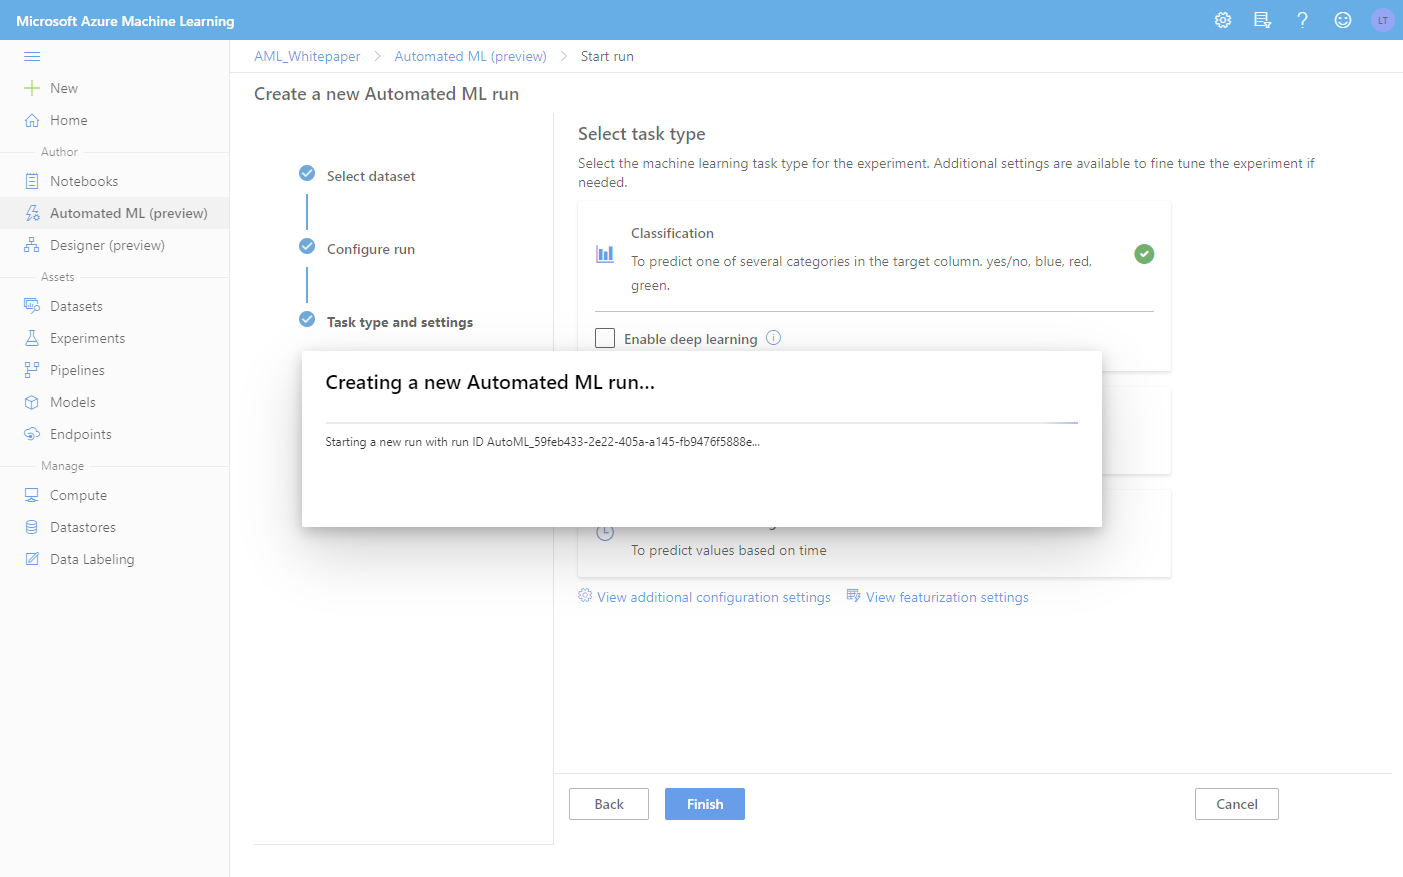 Microsoft Azure Machine Learning
LT
AML_Whitepaper > Automated ML (preview) > Start run
New
Home
Author
Notebooks
Automated ML (preview)
Designer (preview)
Assets
Datasets
Experiments
Pipelines
Models
Endpoints
Manage
Compute
Datastores
Data Labeling
Create a new Automated ML run
Select dataset
Configure run
Task type and settings
Select task type
Select the machine learning task type for the experiment. Additional settings are available to fine tune the experiment if
needed.
Classification
To predict one of several categories in the target column. yes/no, blue, red,
green.
Enable deep learning
Creating a new Automated ML run...
Starting a new run with run ID AutoML_59feb433-2e22-405a-a145-fb9476f5888e...
To predict values based on time
View additional configuration settings
View featurization settings
Back
Finish
Cancel